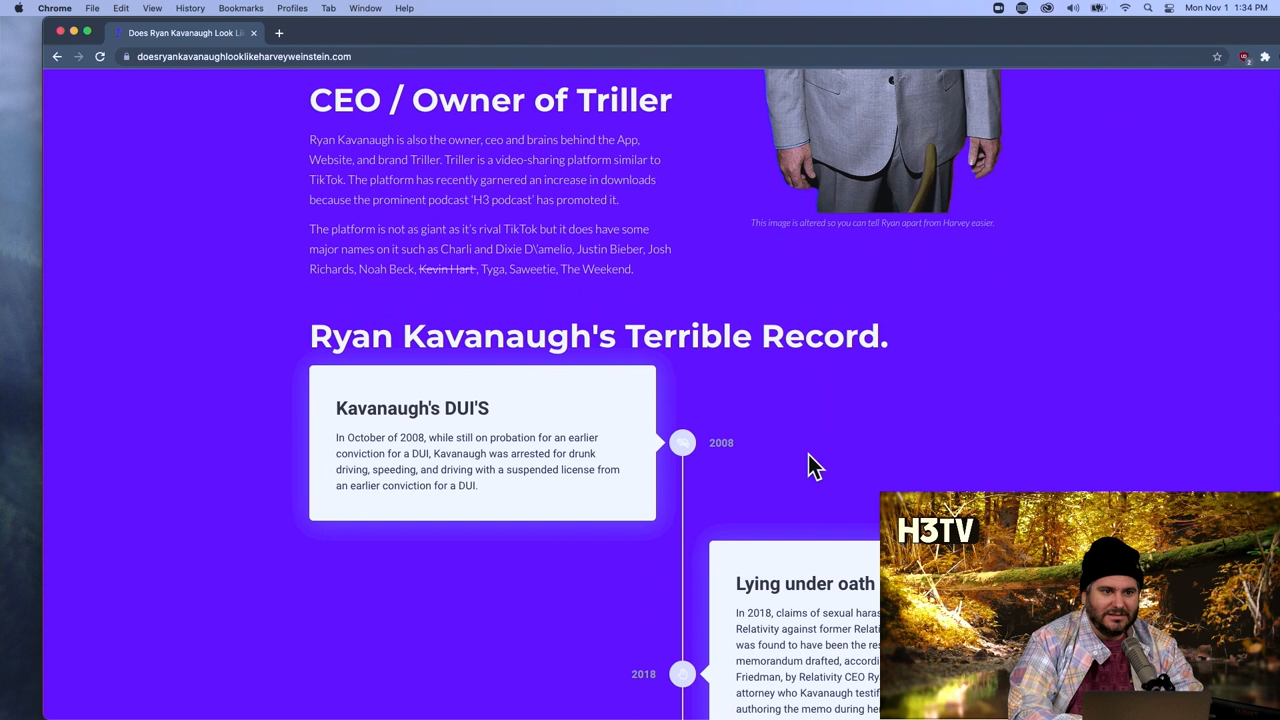 Chrome File Edit View History Bookmarks Profiles Tab Window Help
Mon Nov 1 1:34 PM
Does Ryan Kavanaugh Look Li
doesryankavanaughlooklikeharveyweinstein.com
CEO / Owner of Triller
Ryan Kavanaugh is also the owner, ceo and brains behind the App,
Website, and brand Triller. Triller is a video-sharing platform similar to
TikTok. The platform has recently garnered an increase in downloads
because the prominent podcast 'H3 podcast' has promoted it.
The platform is not as giant as it's rival TikTok but it does have some
major names on it such as Charli and Dixie D\'amelio, Justin Bieber, Josh
Richards, Noah Beck, Kevin Hart , Tyga, Saweetie, The Weekend.
This image is altered so you can tell Ryan apart from Harvey easier.
Ryan Kavanaugh's Terrible Record.
Kavanaugh's DUI'S
In October of 2008, while still on probation for an earlier
conviction for a DUI, Kavanaugh was arrested for drunk
driving, speeding, and driving with a suspended license from
an earlier conviction for a DUI.
2008
Lying under oath
In 2018, claims of sexual haras
Relativity against former Relati
was found to have been the res
memorandum drafted, accordi
Friedman, by Relativity CEO Ry
attorney who Kavanaugh testif
authoring the memo during he
2018
H3TV